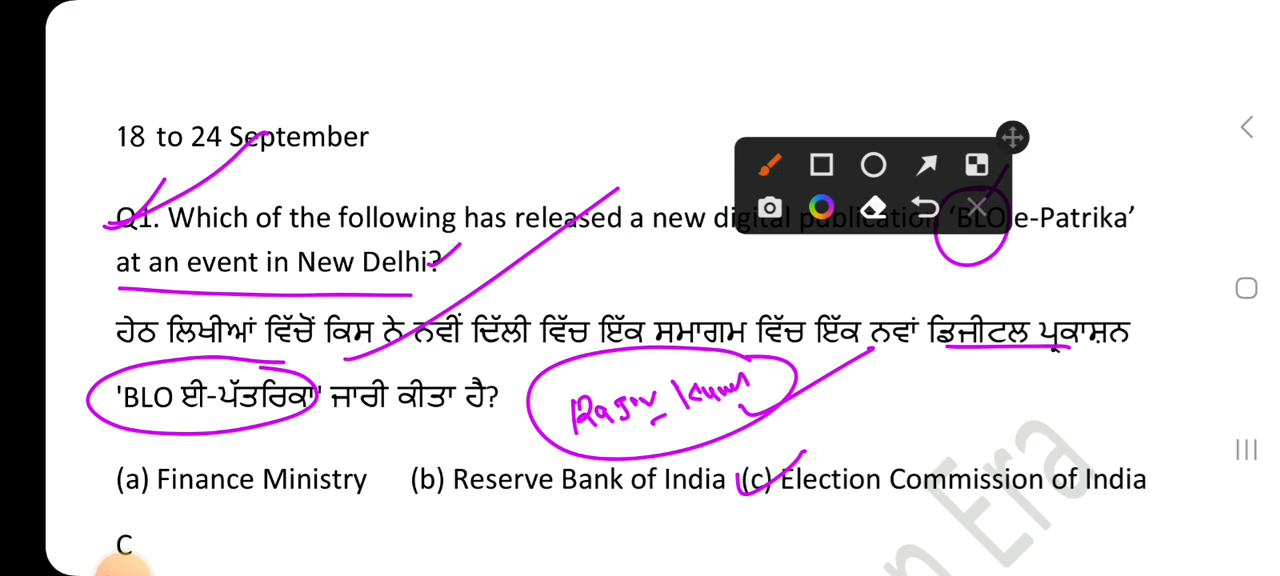 18 to 24 September
Q1. Which of the following has released a new digital publication ‘BLO e-Patrika’
at an event in New Delhi?
ਹੇਠ ਲਿਖੀਆਂ ਵਿੱਚੋਂ ਕਿਸ ਨੇ ਨਵੀਂ ਦਿੱਲੀ ਵਿੱਚ ਇੱਕ ਸਮਾਗਮ ਵਿੱਚ ਇੱਕ ਨਵਾਂ ਡਿਜੀਟਲ ਪ੍ਰਕਾਸ਼ਨ
'BLO ਈ-ਪੱਤਰਿਕਾ' ਜਾਰੀ ਕੀਤਾ ਹੈ?
(a) Finance Ministry (b) Reserve Bank of India (c) Election Commission of India
C
Era